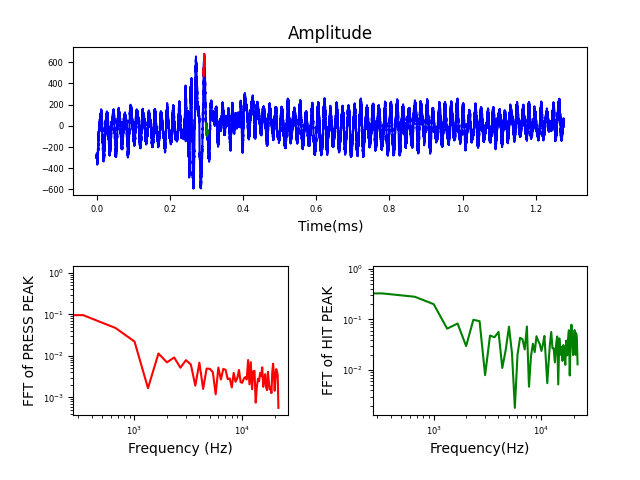 Amplitude
600
400
200
0
−200
−400
−600
0.0 0.2 0.4 0.6 0.8 1.0 1.2
Time(ms)
FFT of PRESS PEAK
10⁰
10⁻¹
10⁻²
10⁻³
10³ 10⁴
Frequency (Hz)
FFT of HIT PEAK
10⁰
10⁻¹
10⁻²
10³ 10⁴
Frequency(Hz)